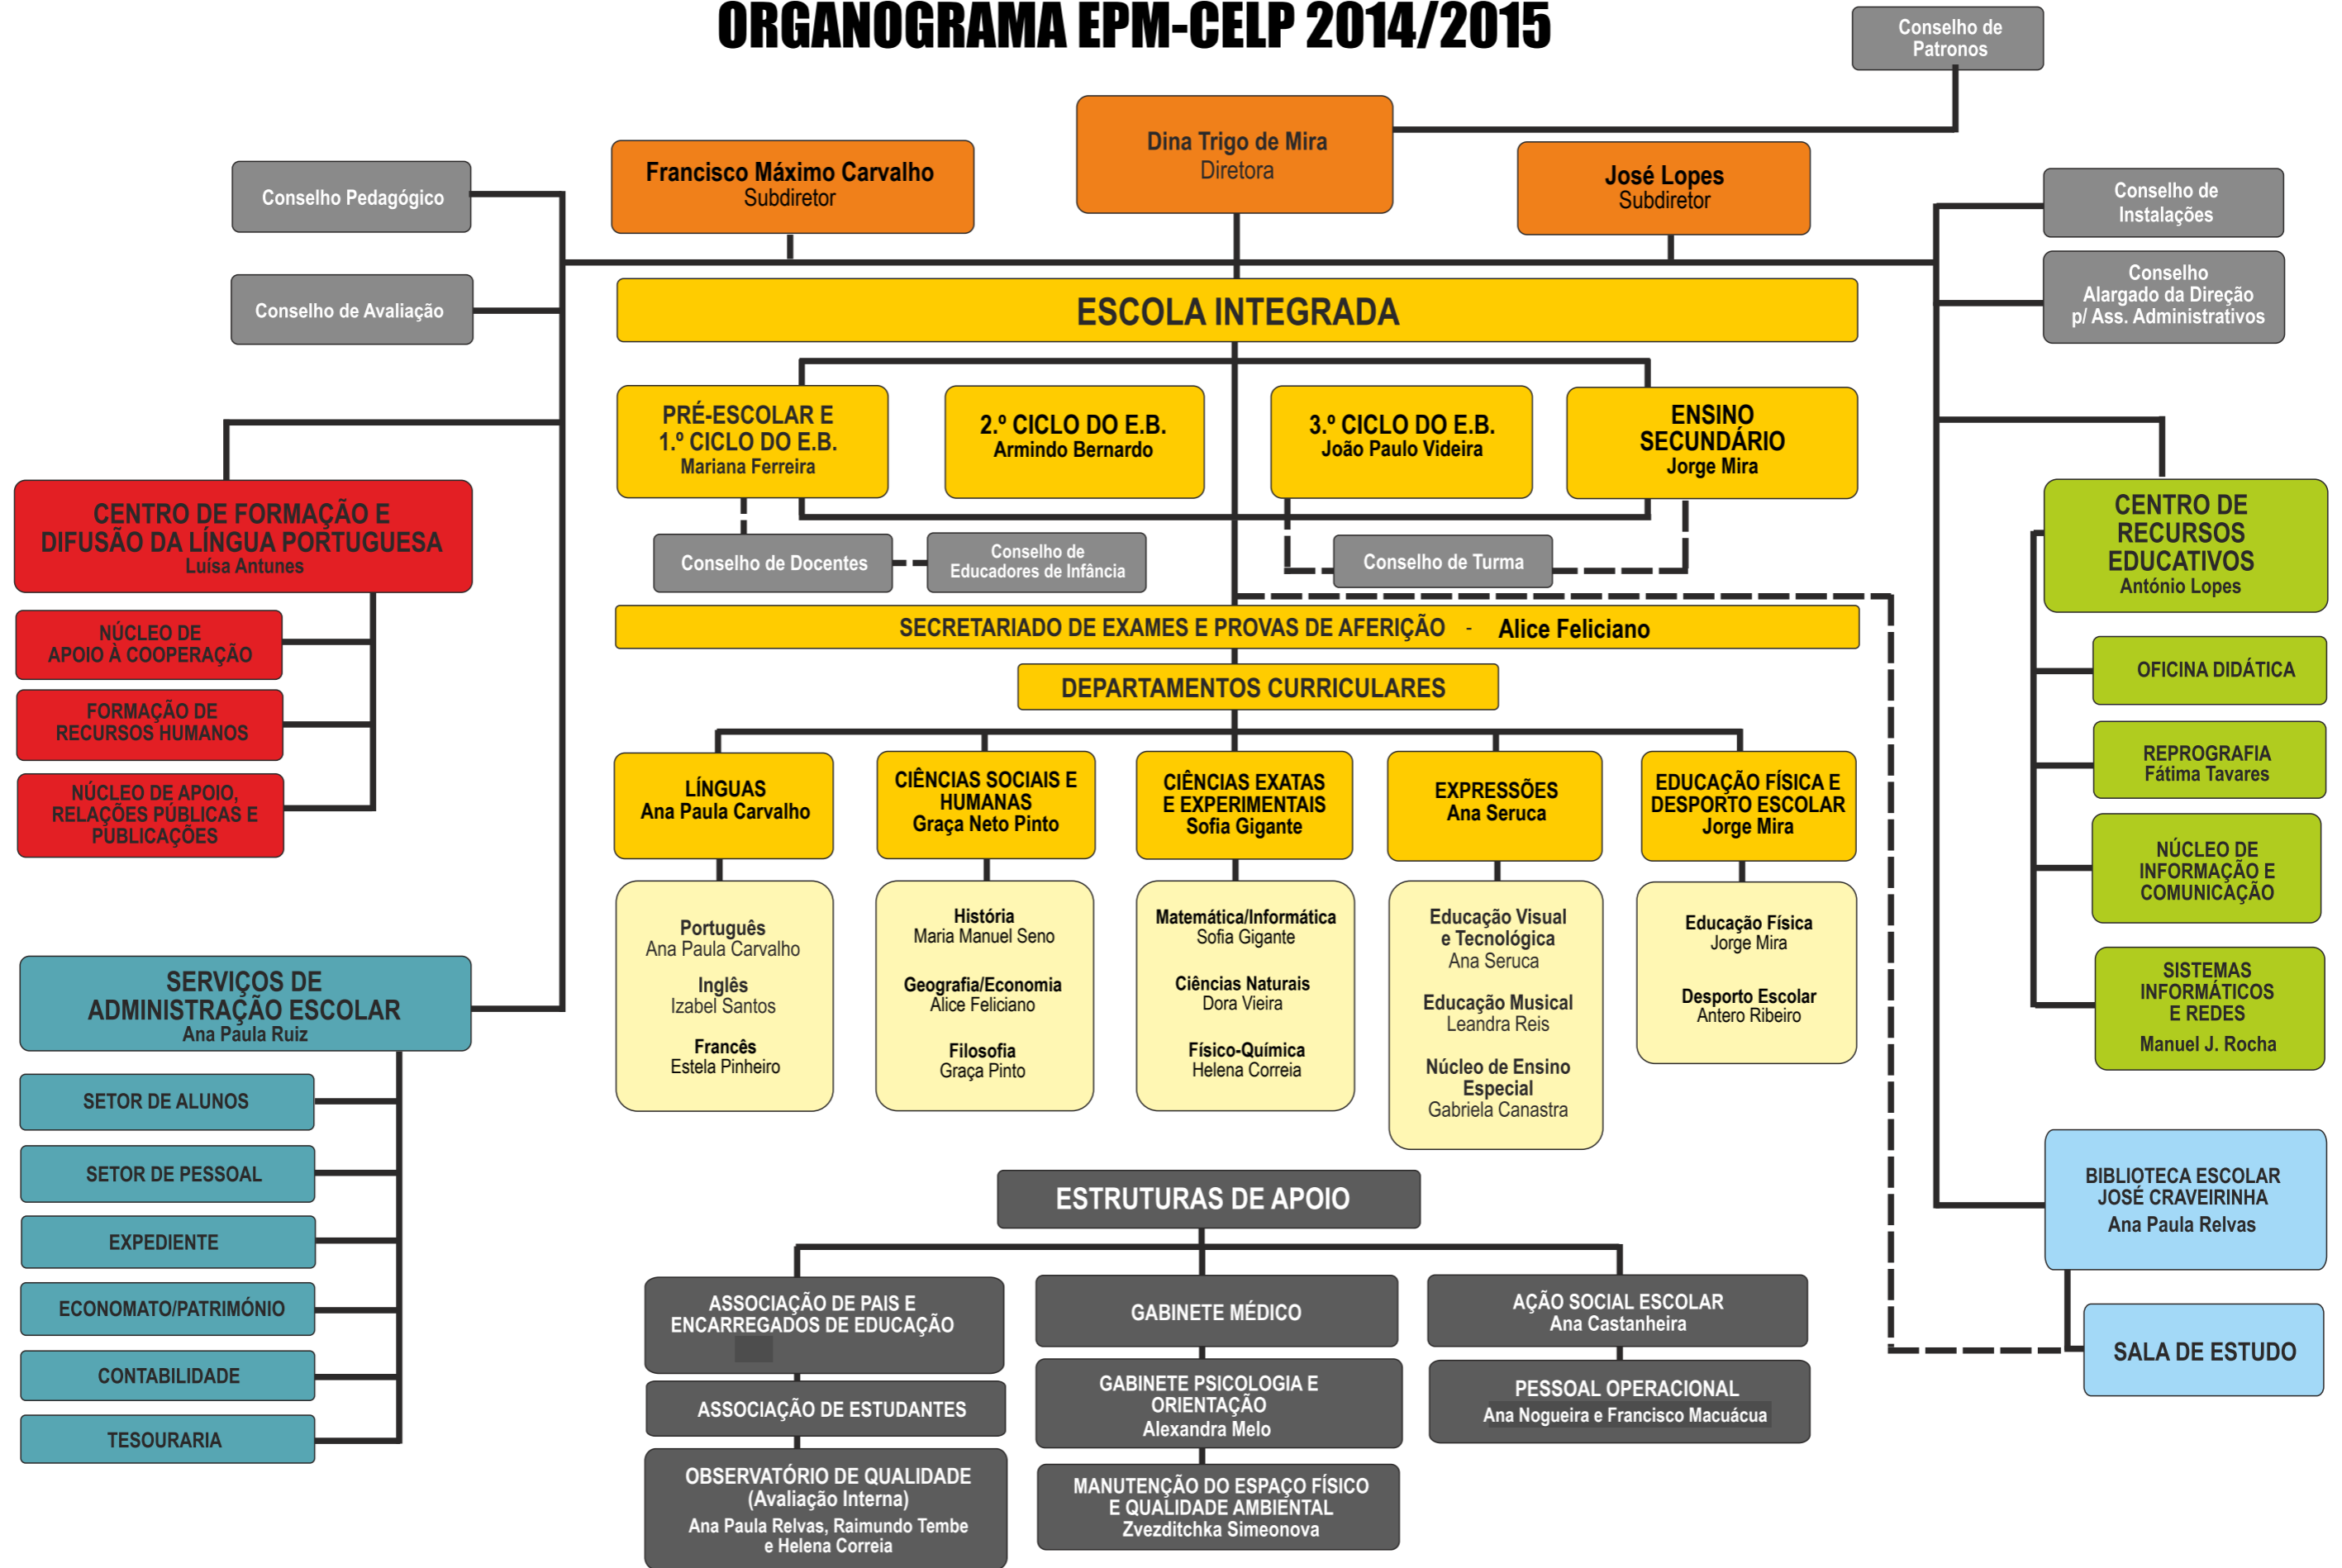 ORGANOGRAMA EPM-CELP 2014/2015
Conselho de
Patronos
Dina Trigo de Mira
Diretora
Francisco Máximo Carvalho
Subdiretor
José Lopes
Subdiretor
Conselho Pedagógico
Conselho de Avaliação
Conselho de
Instalações
Conselho
Alargado da Direção
p/ Ass. Administrativos
ESCOLA INTEGRADA
PRÉ-ESCOLAR E
1.º CICLO DO E.B.
Mariana Ferreira
2.º CICLO DO E.B.
Armindo Bernardo
3.º CICLO DO E.B.
João Paulo Videira
ENSINO
SECUNDÁRIO
Jorge Mira
Conselho de Docentes
Conselho de
Educadores de Infância
Conselho de Turma
CENTRO DE FORMAÇÃO E
DIFUSÃO DA LÍNGUA PORTUGUESA
Luísa Antunes
NÚCLEO DE
APOIO À COOPERAÇÃO
FORMAÇÃO DE
RECURSOS HUMANOS
NÚCLEO DE APOIO,
RELAÇÕES PÚBLICAS E
PUBLICAÇÕES
CENTRO DE
RECURSOS
EDUCATIVOS
António Lopes
OFICINA DIDÁTICA
REPROGRAFIA
Fátima Tavares
NÚCLEO DE
INFORMAÇÃO E
COMUNICAÇÃO
SISTEMAS
INFORMÁTICOS
E REDES
Manuel J. Rocha
SECRETARIADO DE EXAMES E PROVAS DE AFERIÇÃO - Alice Feliciano
DEPARTAMENTOS CURRICULARES
LÍNGUAS
Ana Paula Carvalho
CIÊNCIAS SOCIAIS E
HUMANAS
Graça Neto Pinto
CIÊNCIAS EXATAS
E EXPERIMENTAIS
Sofia Gigante
EXPRESSÕES
Ana Seruca
EDUCAÇÃO FÍSICA E
DESPORTO ESCOLAR
Jorge Mira
Português
Ana Paula Carvalho
Inglês
Izabel Santos
Francês
Estela Pinheiro
História
Maria Manuel Seno
Geografia/Economia
Alice Feliciano
Filosofia
Graça Pinto
Matemática/Informática
Sofia Gigante
Ciências Naturais
Dora Vieira
Físico-Química
Helena Correia
Educação Visual
e Tecnológica
Ana Seruca
Educação Musical
Leandra Reis
Núcleo de Ensino
Especial
Gabriela Canastra
Educação Física
Jorge Mira
Desporto Escolar
Antero Ribeiro
SERVIÇOS DE
ADMINISTRAÇÃO ESCOLAR
Ana Paula Ruiz
SETOR DE ALUNOS
SETOR DE PESSOAL
EXPEDIENTE
ECONOMATO/PATRIMÓNIO
CONTABILIDADE
TESOURARIA
BIBLIOTECA ESCOLAR
JOSÉ CRAVEIRINHA
Ana Paula Relvas
SALA DE ESTUDO
ESTRUTURAS DE APOIO
ASSOCIAÇÃO DE PAIS E
ENCARREGADOS DE EDUCAÇÃO
ASSOCIAÇÃO DE ESTUDANTES
OBSERVATÓRIO DE QUALIDADE
(Avaliação Interna)
Ana Paula Relvas, Raimundo Tembe
e Helena Correia
GABINETE MÉDICO
GABINETE PSICOLOGIA E
ORIENTAÇÃO
Alexandra Melo
MANUTENÇÃO DO ESPAÇO FÍSICO
E QUALIDADE AMBIENTAL
Zvezditchka Simeonova
AÇÃO SOCIAL ESCOLAR
Ana Castanheira
PESSOAL OPERACIONAL
Ana Nogueira e Francisco Macuácua